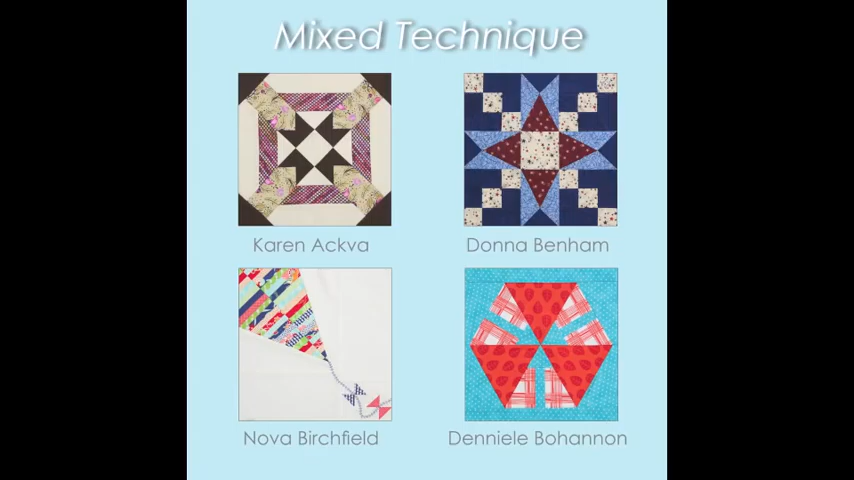 Mixed Technique
Karen Ackva
Donna Benham
Nova Birchfield
Denniele Bohannon